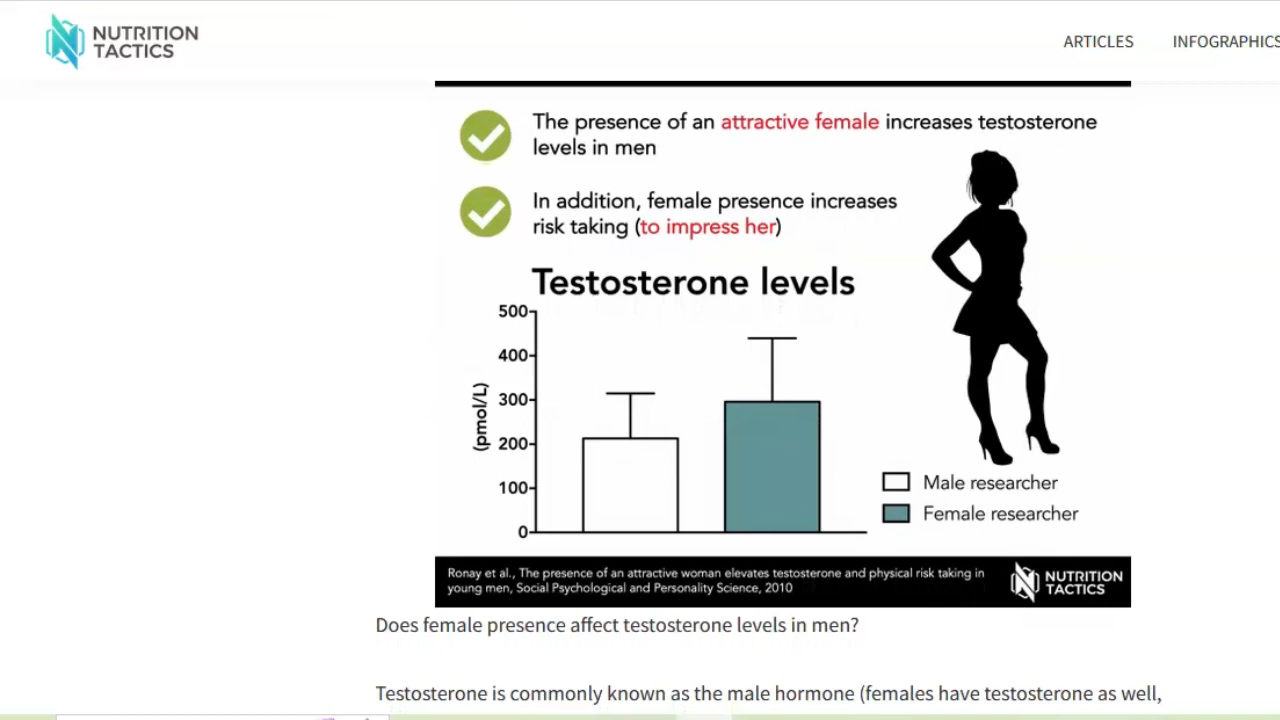 NUTRITION
TACTICS
ARTICLES
INFOGRAPHICS
The presence of an attractive female increases testosterone
levels in men
In addition, female presence increases
risk taking (to impress her)
Testosterone levels
500
400
300
200
100
0
(pmol/L)
Male researcher
Female researcher
Ronay et al., The presence of an attractive woman elevates testosterone and physical risk taking in
young men, Social Psychological and Personality Science, 2010
NUTRITION
TACTICS
Does female presence affect testosterone levels in men?
Testosterone is commonly known as the male hormone (females have testosterone as well,